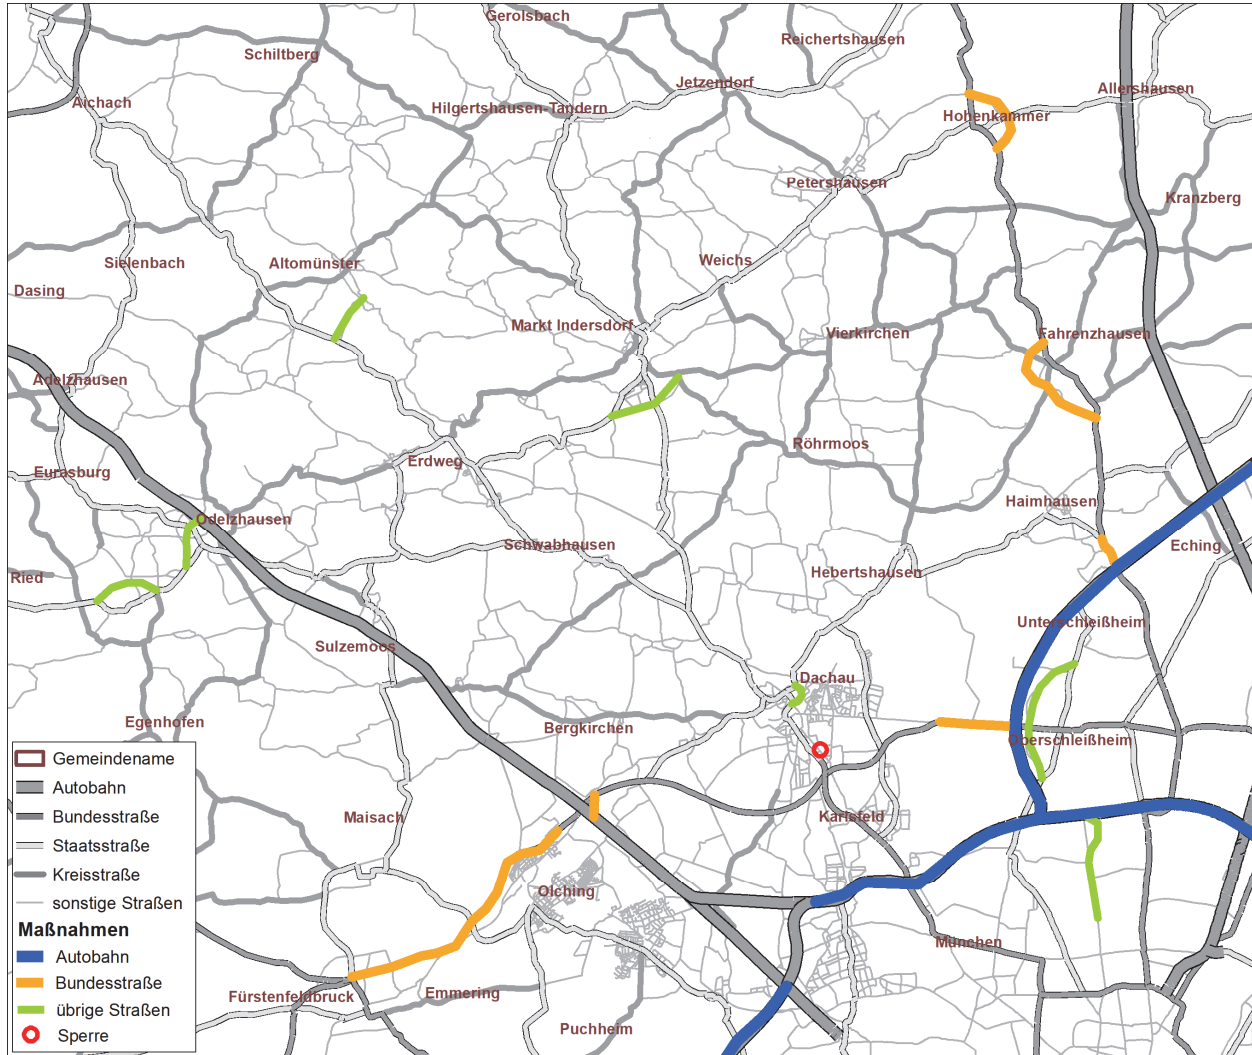 Gerolsbach
Reichertshausen
Schiltberg
Jetzendorf
Allershausen
Aichach
Hilgertshausen-Tandern
Hohenkammer
Petershausen
Kranzberg
Sielenbach
Altomünster
Weichs
Dasing
Markt Indersdorf
Vierkirchen
Fahrenzhausen
Adelzhausen
Röhrmoos
Erdweg
Eurasburg
Haimhausen
Odelzhausen
Schwabhausen
Eching
Ried
Hebertshausen
Unterschleißheim
Sulzemoos
Dachau
Egenhofen
Bergkirchen
Oberschleißheim
Maisach
Karlsfeld
Olching
München
Fürstenfeldbruck
Emmering
Puchheim
Gemeindename
Autobahn
Bundesstraße
Staatsstraße
Kreisstraße
sonstige Straßen
Maßnahmen
Autobahn
Bundesstraße
übrige Straßen
Sperre